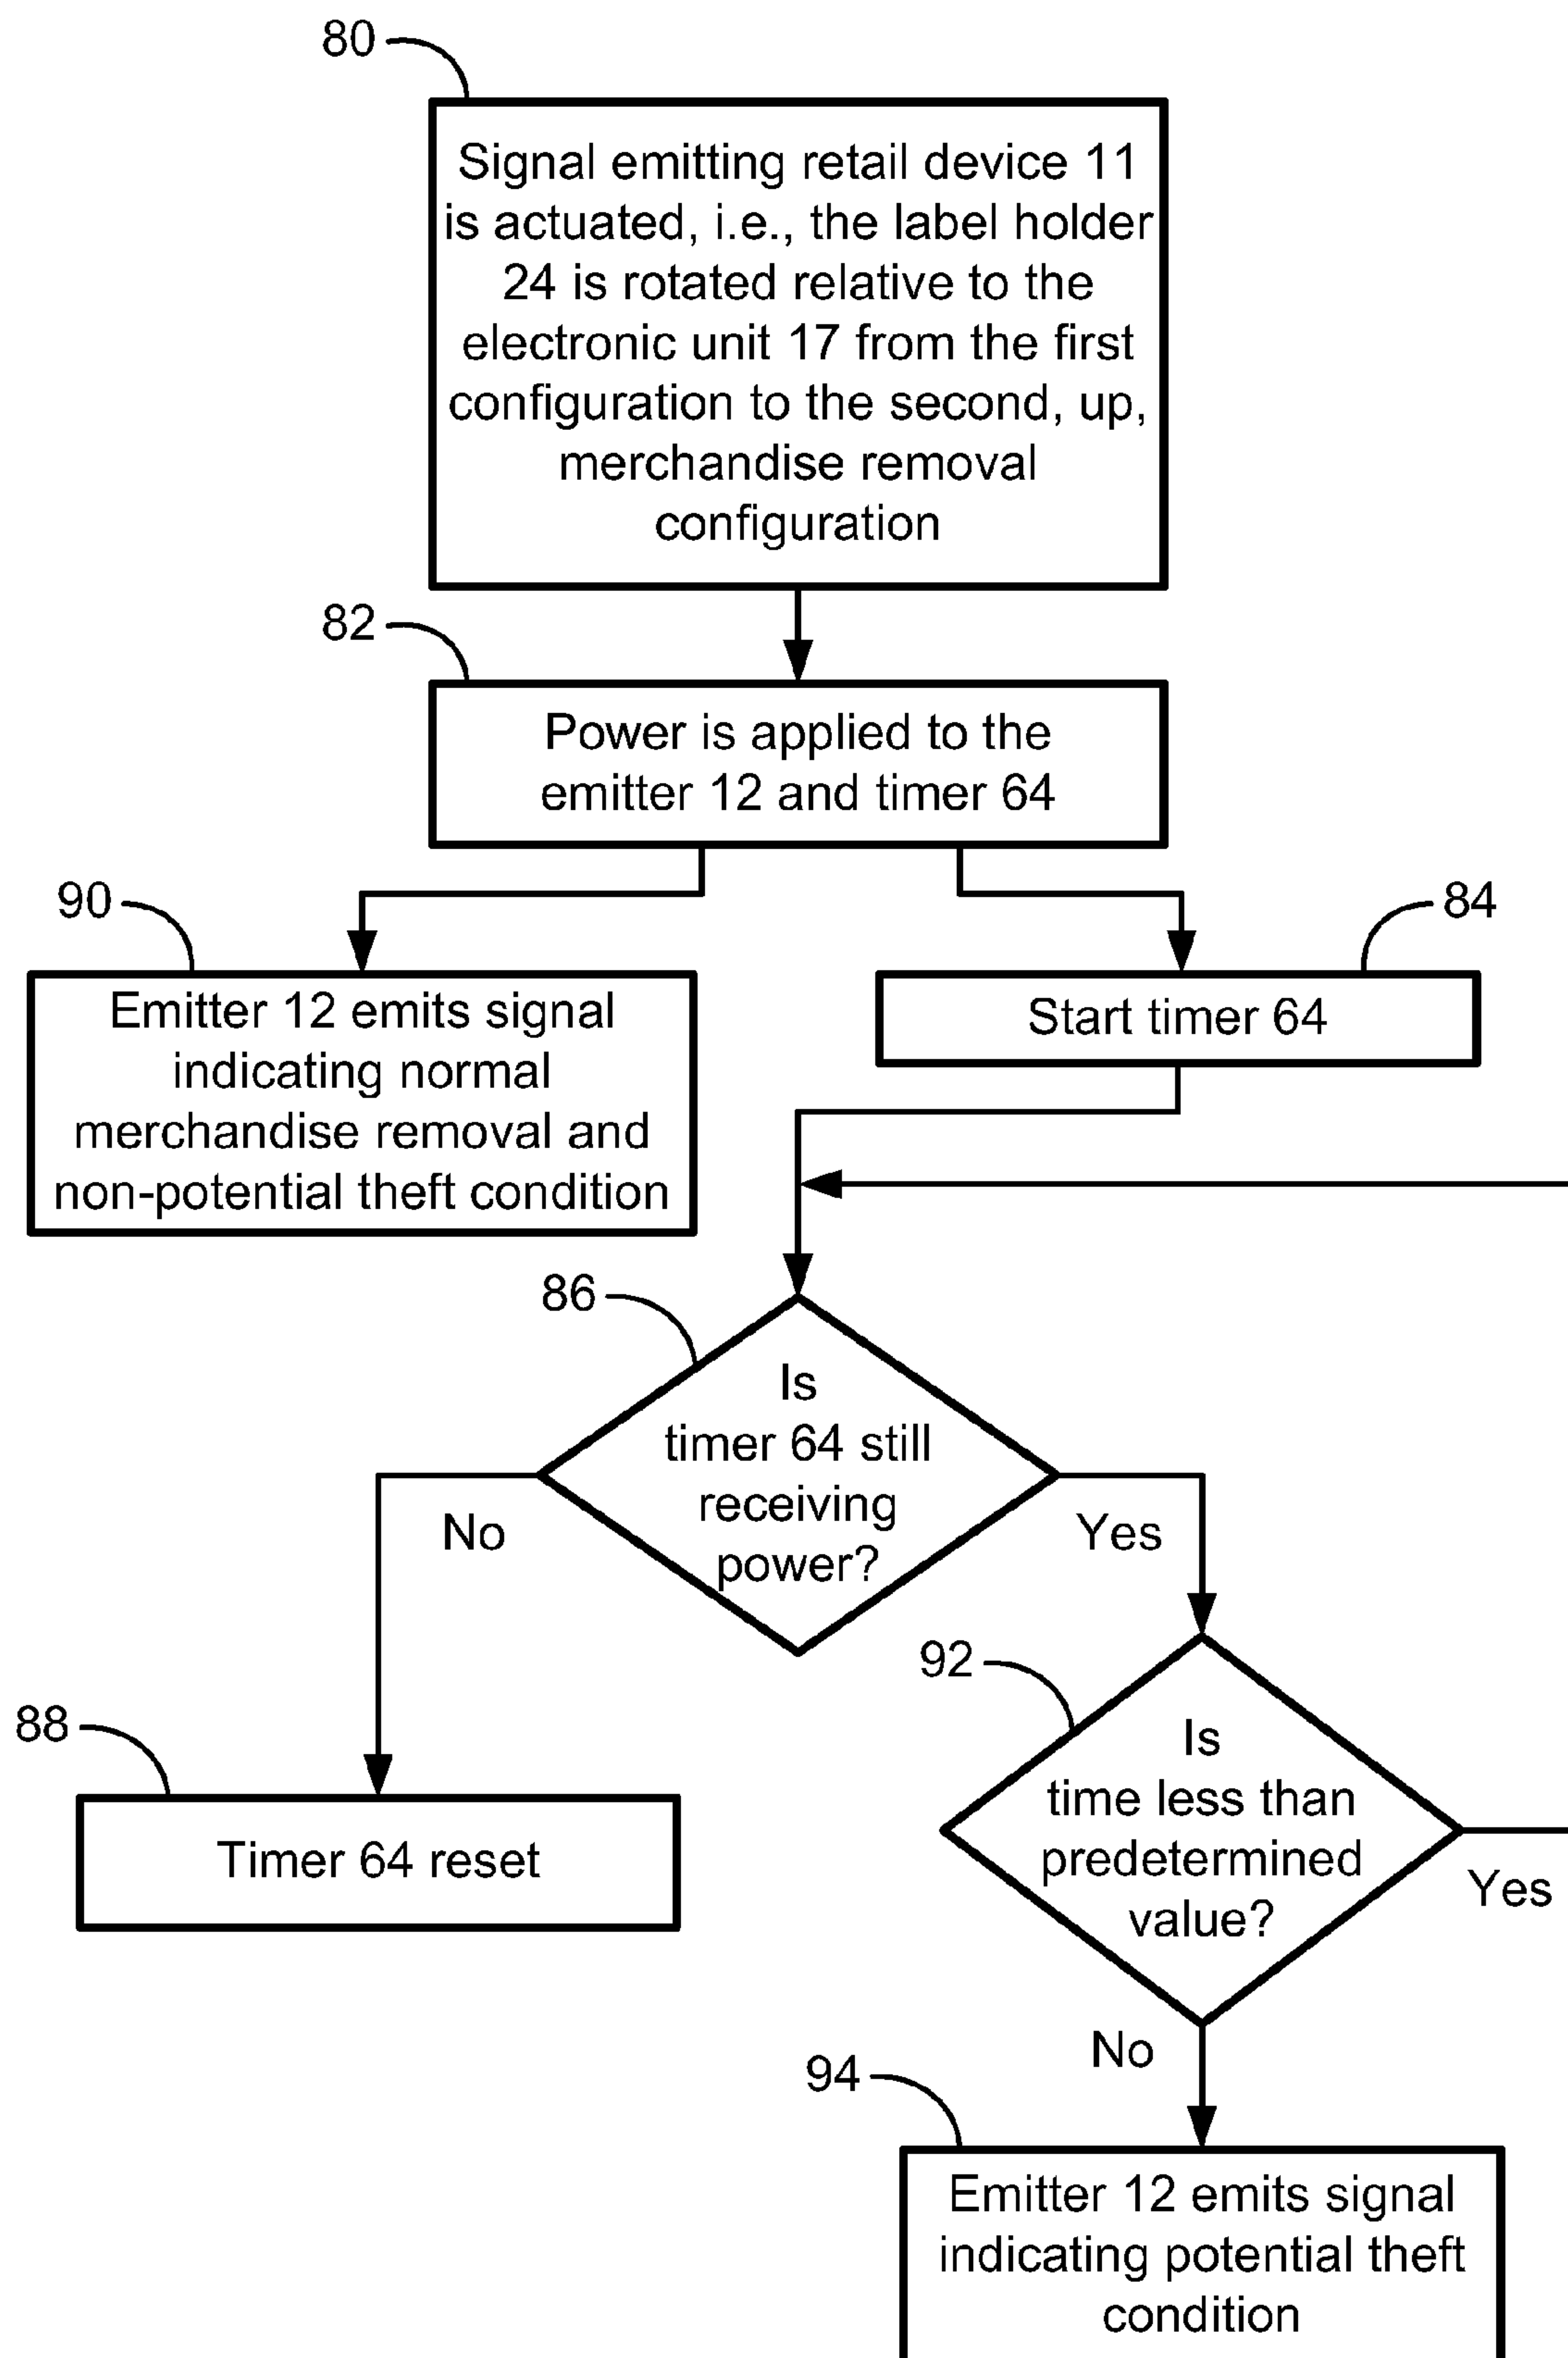 80
Signal emitting retail device 11
is actuated, i.e., the label holder
24 is rotated relative to the
electronic unit 17 from the first
configuration to the second, up,
merchandise removal
configuration
82
Power is applied to the
emitter 12 and timer 64
90
84
Emitter 12 emits signal
indicating normal
merchandise removal and
non-potential theft condition
Start timer 64
86
Is
timer 64 still
receiving
power?
No
Yes
92
88
Is
time less than
predetermined
value?
Timer 64 reset
Yes
No
94
Emitter 12 emits signal
indicating potential theft
condition